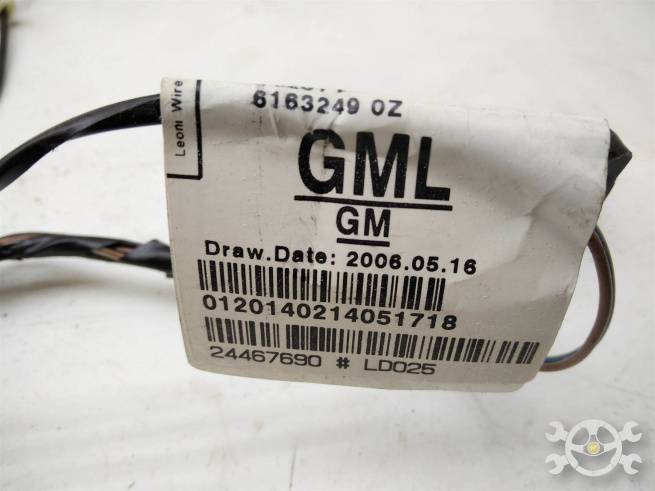 Leoni Wire
6163249 0Z
GML
GM
Draw.Date: 2006.05.16
0120140214051718
24467690 # LD025